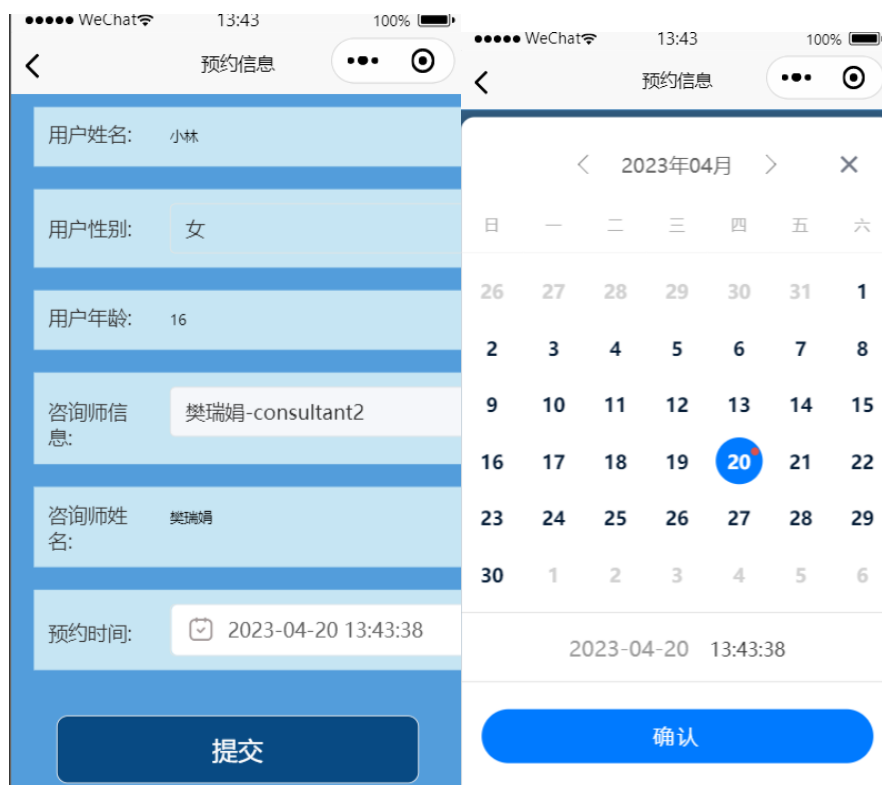 WeChat 13:43 100%
预约信息
用户姓名: 小林
用户性别: 女
用户年龄: 16
咨询师信
息:
樊瑞娟-consultant2
咨询师姓
名:
樊瑞娟
预约时间: 2023-04-20 13:43:38
提交
WeChat 13:43 100%
预约信息
2023年04月
日 一 二 三 四 五 六
26 27 28 29 30 31 1
2 3 4 5 6 7 8
9 10 11 12 13 14 15
16 17 18 19 20 21 22
23 24 25 26 27 28 29
30 1 2 3 4 5 6
2023-04-20 13:43:38
确认